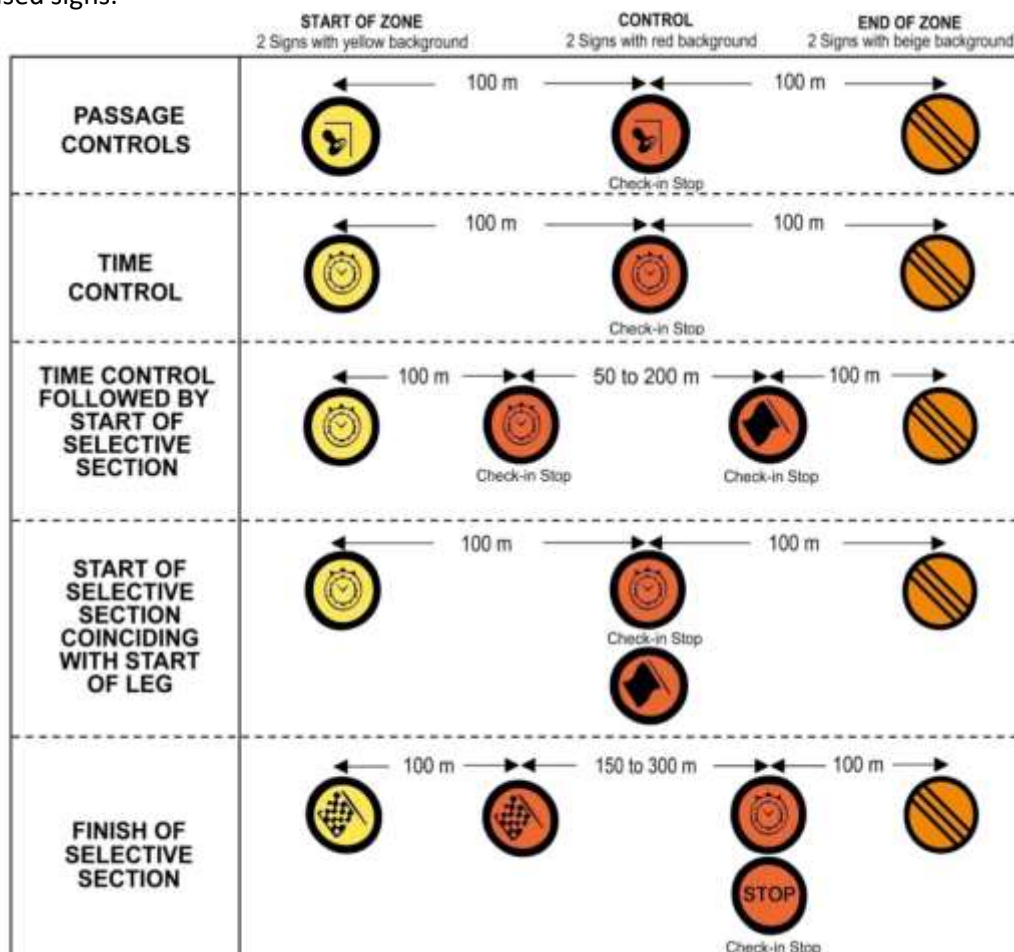 used signs.
START OF ZONE
2 Signs with yellow background
CONTROL
2 Signs with red background
END OF ZONE
2 Signs with beige background
PASSAGE
CONTROLS
100 m
100 m
Check-in Stop
TIME
CONTROL
100 m
100 m
Check-in Stop
TIME CONTROL
FOLLOWED BY
START OF
SELECTIVE
SECTION
100 m
50 to 200 m
100 m
Check-in Stop
Check-in Stop
START OF
SELECTIVE
SECTION
COINCIDING
WITH START
OF LEG
100 m
100 m
Check-in Stop
FINISH OF
SELECTIVE
SECTION
100 m
150 to 300 m
100 m
STOP
Check-in Stop